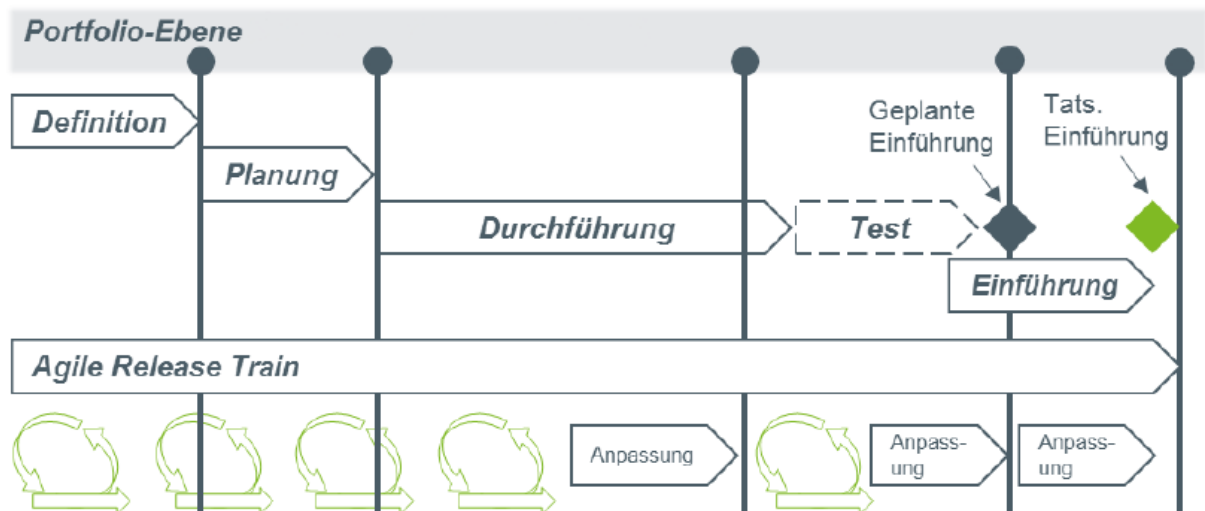 Portfolio-Ebene
Definition
Planung
Durchführung
Test
Geplante
Einführung
Tats.
Einführung
Einführung
Agile Release Train
Anpassung
Anpass-
ung
Anpass-
ung